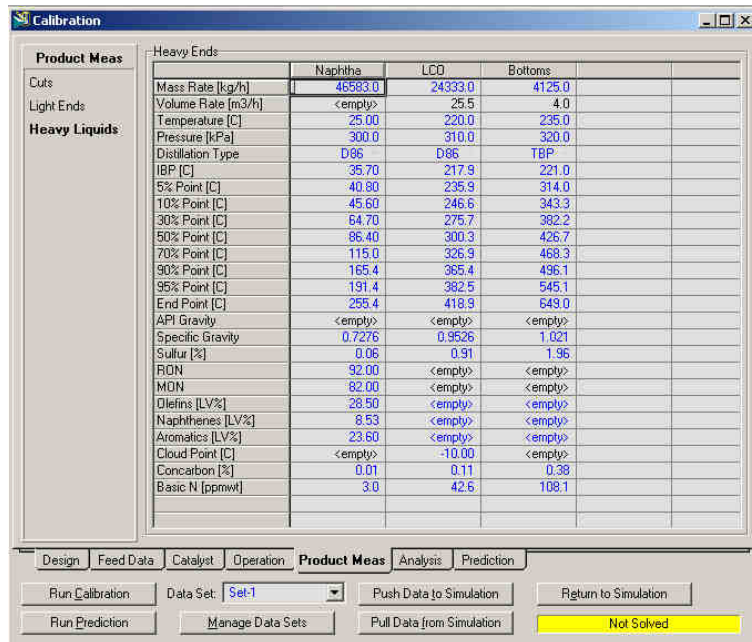 Calibration
Product Meas
Cuts
Light Ends
Heavy Liquids
Heavy Ends
Naphtha LCO Bottoms
Mass Rate [kg/h] 46583.0 24333.0 4125.0
Volume Rate [m3/h] <empty> 25.5 4.0
Temperature [C] 25.00 220.0 235.0
Pressure [kPa] 300.0 310.0 320.0
Distillation Type D86 D86 TBP
IBP [C] 35.70 217.9 221.0
5% Point [C] 40.80 235.9 314.0
10% Point [C] 45.60 246.6 343.3
30% Point [C] 64.70 275.7 382.2
50% Point [C] 86.40 300.3 426.7
70% Point [C] 115.0 326.9 468.3
90% Point [C] 165.4 365.4 496.1
95% Point [C] 191.4 382.5 545.1
End Point [C] 255.4 418.9 649.0
API Gravity <empty> <empty> <empty>
Specific Gravity 0.7276 0.9526 1.021
Sulfur [%] 0.06 0.91 1.96
RON 92.00 <empty> <empty>
MON 82.00 <empty> <empty>
Olefins [LV%] 28.50 <empty> <empty>
Naphthenes [LV%] 8.53 <empty> <empty>
Aromatics [LV%] 23.60 <empty> <empty>
Cloud Point [C] <empty> -10.00 <empty>
Concarbon [%] 0.01 0.11 0.38
Basic N [ppmwt] 3.0 42.6 108.1
Design Feed Data Catalyst Operation Product Meas Analysis Prediction
Run Calibration Data Set: Set-1 Push Data to Simulation Return to Simulation
Run Prediction Manage Data Sets Pull Data from Simulation Not Solved